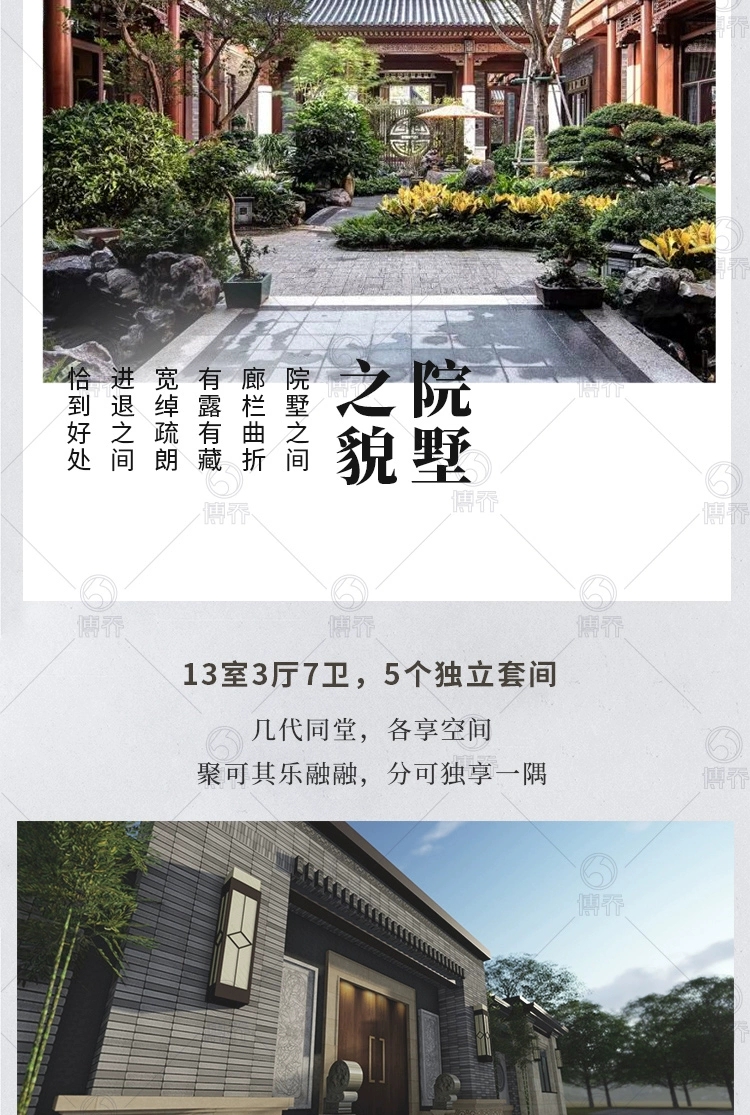 院墅
之貌
院墅之间
廊栏曲折
有露有藏
宽绰疏朗
进退之间
恰到好处
13室3厅7卫，5个独立套间
几代同堂，各享空间
聚可其乐融融，分可独享一隅
博乔